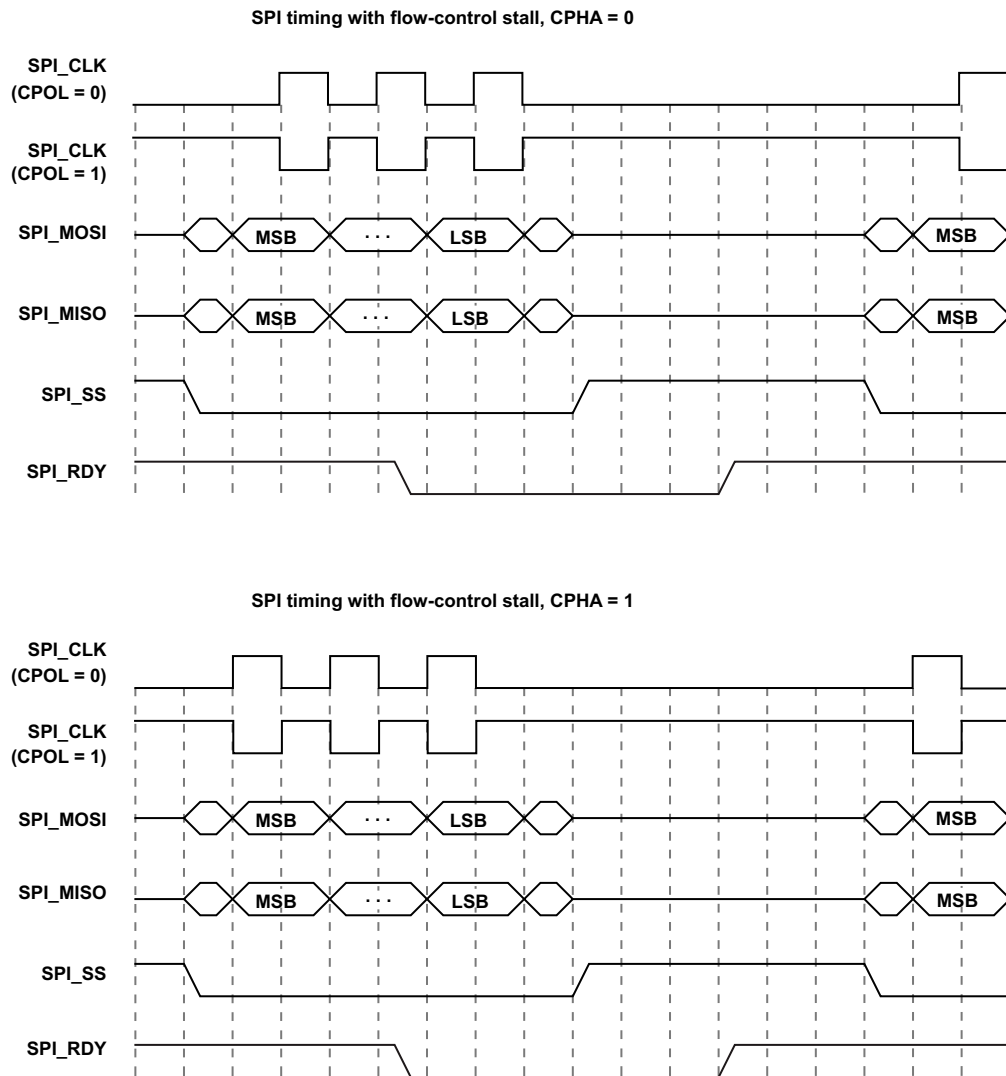 SPI timing with flow-control stall, CPHA = 0
SPI_CLK
(CPOL = 0)
SPI_CLK
(CPOL = 1)
SPI_MOSI MSB · · · LSB MSB
SPI_MISO MSB · · · LSB MSB
SPI_SS
SPI_RDY
SPI timing with flow-control stall, CPHA = 1
SPI_CLK
(CPOL = 0)
SPI_CLK
(CPOL = 1)
SPI_MOSI MSB · · · LSB MSB
SPI_MISO MSB · · · LSB MSB
SPI_SS
SPI_RDY